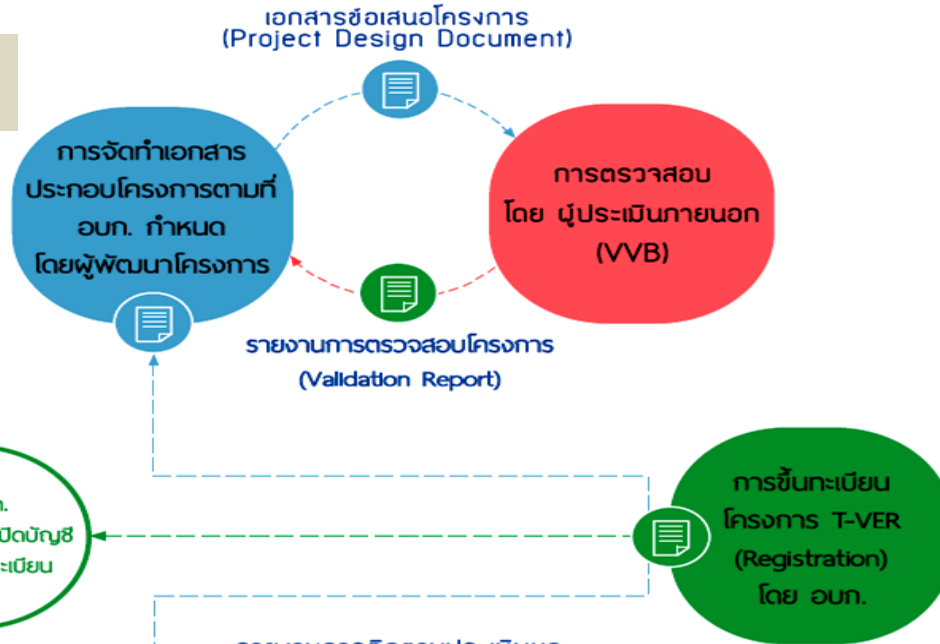 เอกสารข้อเสนอโครงการ
(Project Design Document)
การจัดทำเอกสาร
ประกอบโครงการตามที่
อบก. กำหนด
โดยผู้พัฒนาโครงการ
การตรวจสอบ
โดย ผู้ประเมินภายนอก
(VVB)
รายงานการตรวจสอบโครงการ
(Validation Report)
การขึ้นทะเบียน
โครงการ T-VER
(Registration)
โดย อบก.